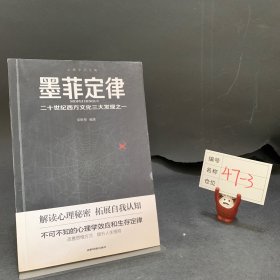 墨菲定律
二十世纪西方文化三大发现之一
解读心理秘密 拓展自我认知
不可不知的心理学效应和生存定律
编号
名称
仓位
47-3